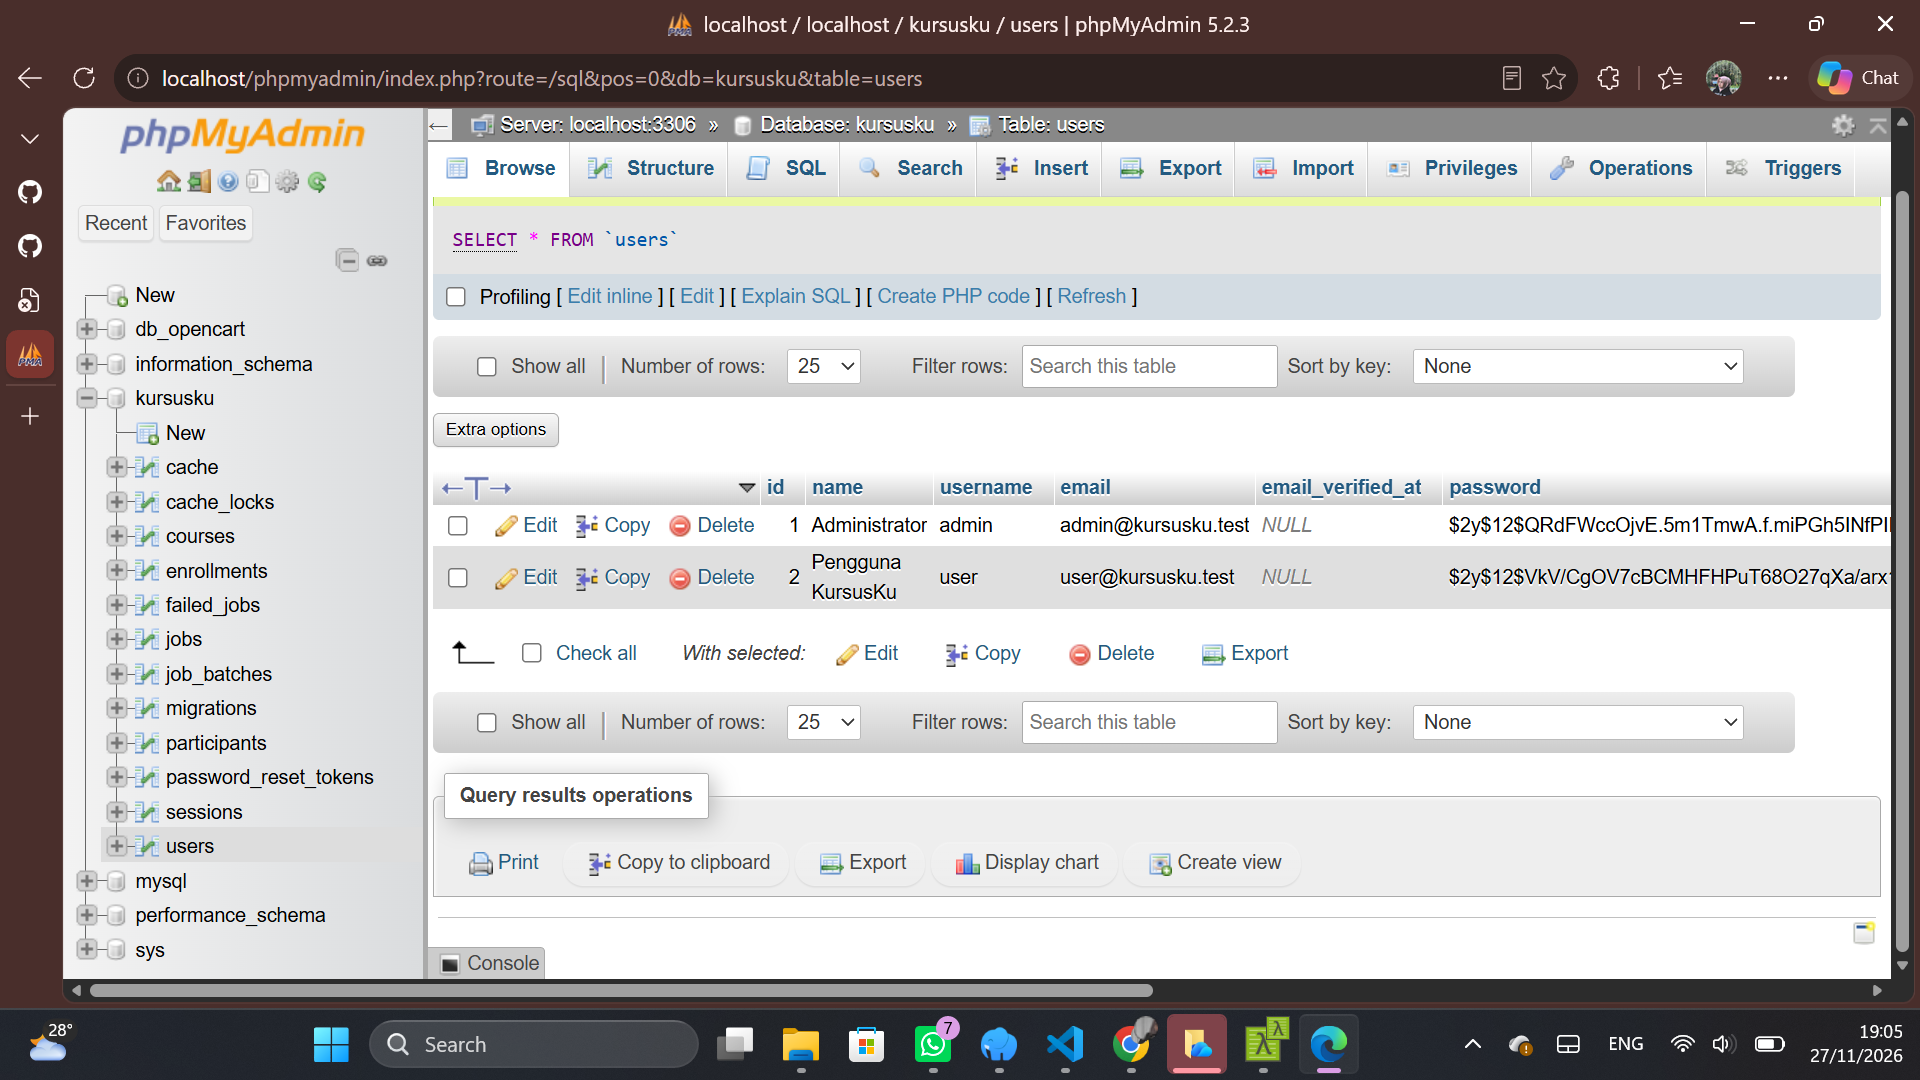 localhost / localhost / kursusku / users | phpMyAdmin 5.2.3
localhost/phpmyadmin/index.php?route=/sql&pos=0&db=kursusku&table=users
Chat
phpMyAdmin
Recent Favorites
New
db_opencart
information_schema
kursusku
New
cache
cache_locks
courses
enrollments
failed_jobs
jobs
job_batches
migrations
participants
password_reset_tokens
sessions
users
mysql
performance_schema
sys
Server: localhost:3306 » Database: kursusku » Table: users
Browse Structure SQL Search Insert Export Import Privileges Operations Triggers
SELECT * FROM `users`
Profiling [ Edit inline ] [ Edit ] [ Explain SQL ] [ Create PHP code ] [ Refresh ]
Show all | Number of rows: 25 Filter rows: Search this table Sort by key: None
Extra options
id name username email email_verified_at password
Edit Copy Delete 1 Administrator admin admin@kursusku.test NULL $2y$12$QRdFWccOjvE.5m1TmwA.f.miPGh5INfPI
Edit Copy Delete 2 Pengguna KursusKu user user@kursusku.test NULL $2y$12$VkV/CgOV7cBCMHFHPuT68O27qXa/arx
Check all With selected: Edit Copy Delete Export
Show all | Number of rows: 25 Filter rows: Search this table Sort by key: None
Query results operations
Print Copy to clipboard Export Display chart Create view
Console
28°
Search
7
ENG
19:05
27/11/2026